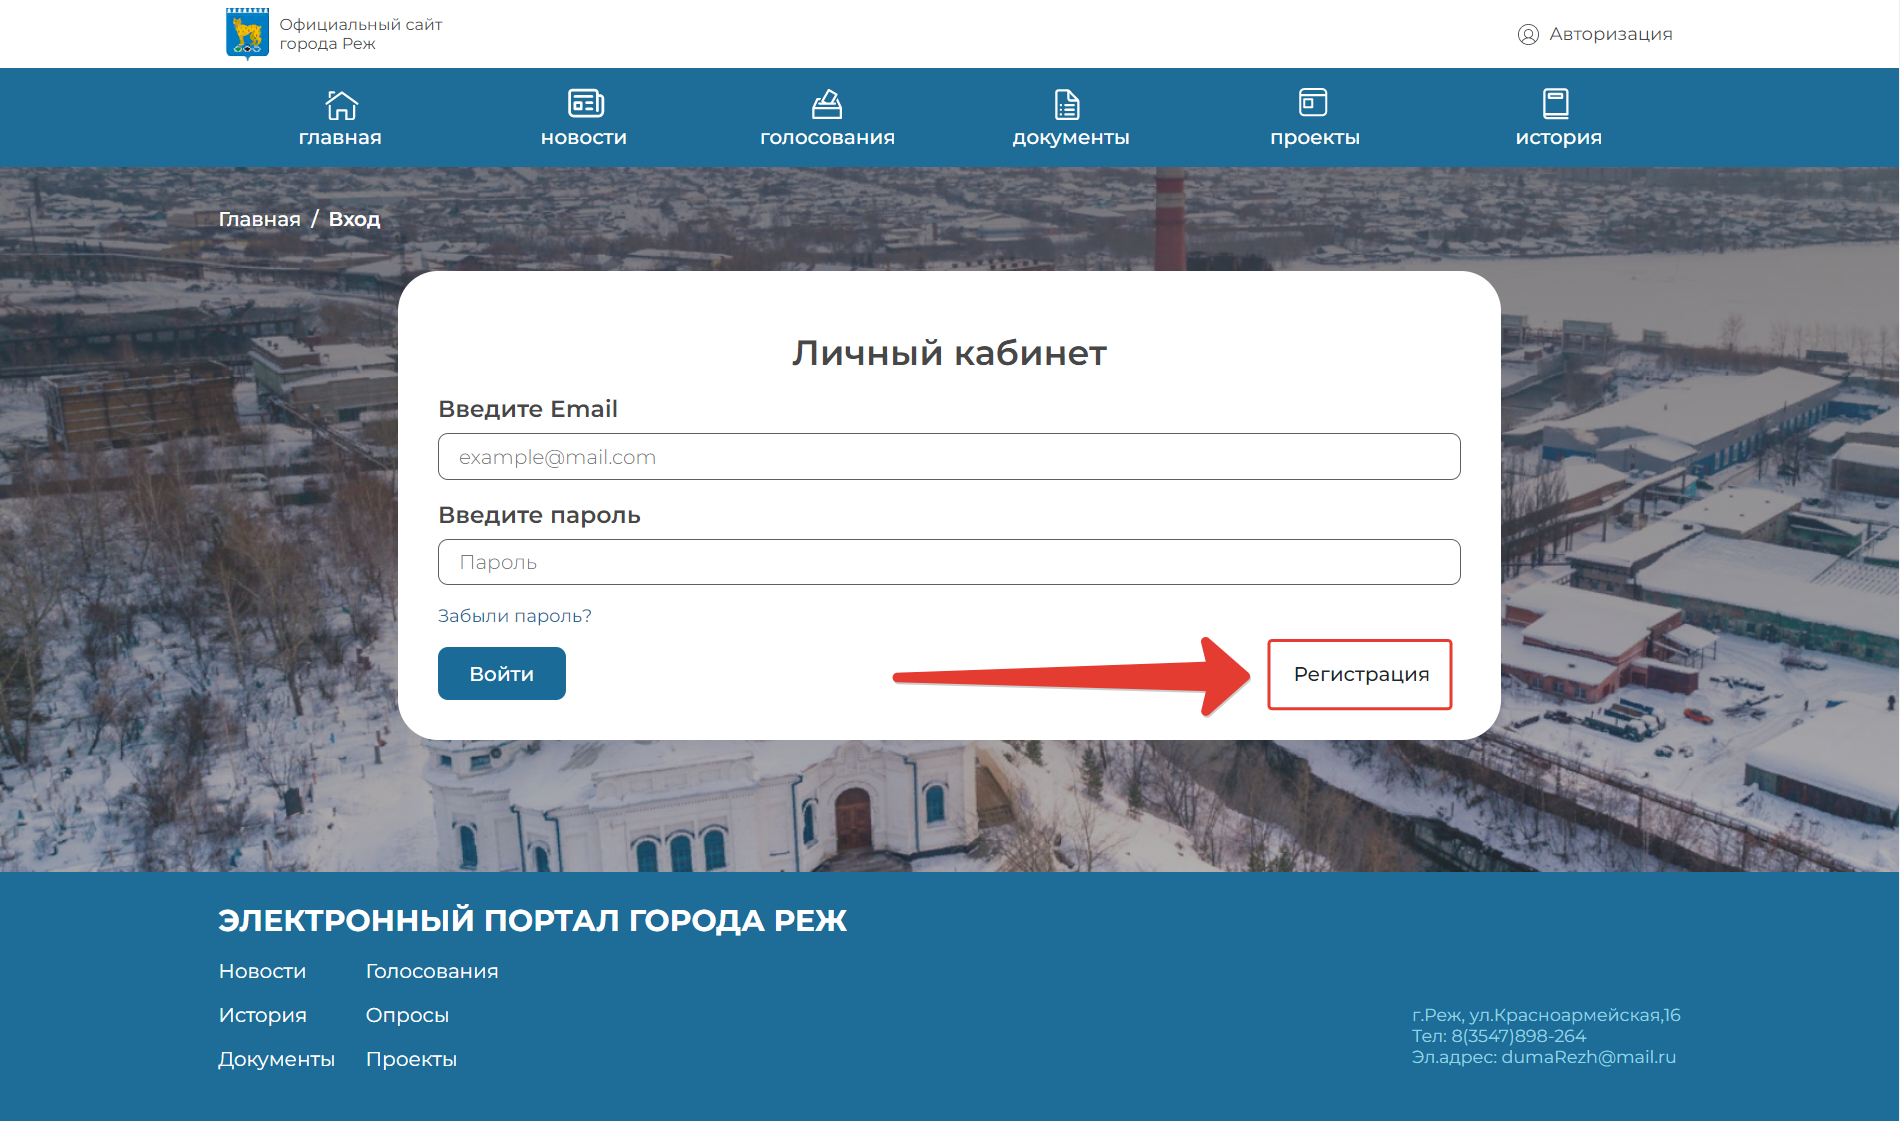 Официальный сайт
города Реж
Авторизация
главная
новости
голосования
документы
проекты
история
Главная / Вход
Личный кабинет
Введите Email
example@mail.com
Введите пароль
Пароль
Забыли пароль?
Войти
Регистрация
ЭЛЕКТРОННЫЙ ПОРТАЛ ГОРОДА РЕЖ
Новости
Голосования
История
Опросы
Документы
Проекты
г.Реж, ул.Красноармейская,16
Тел: 8(3547)898-264
Эл.адрес: dumaRezh@mail.ru